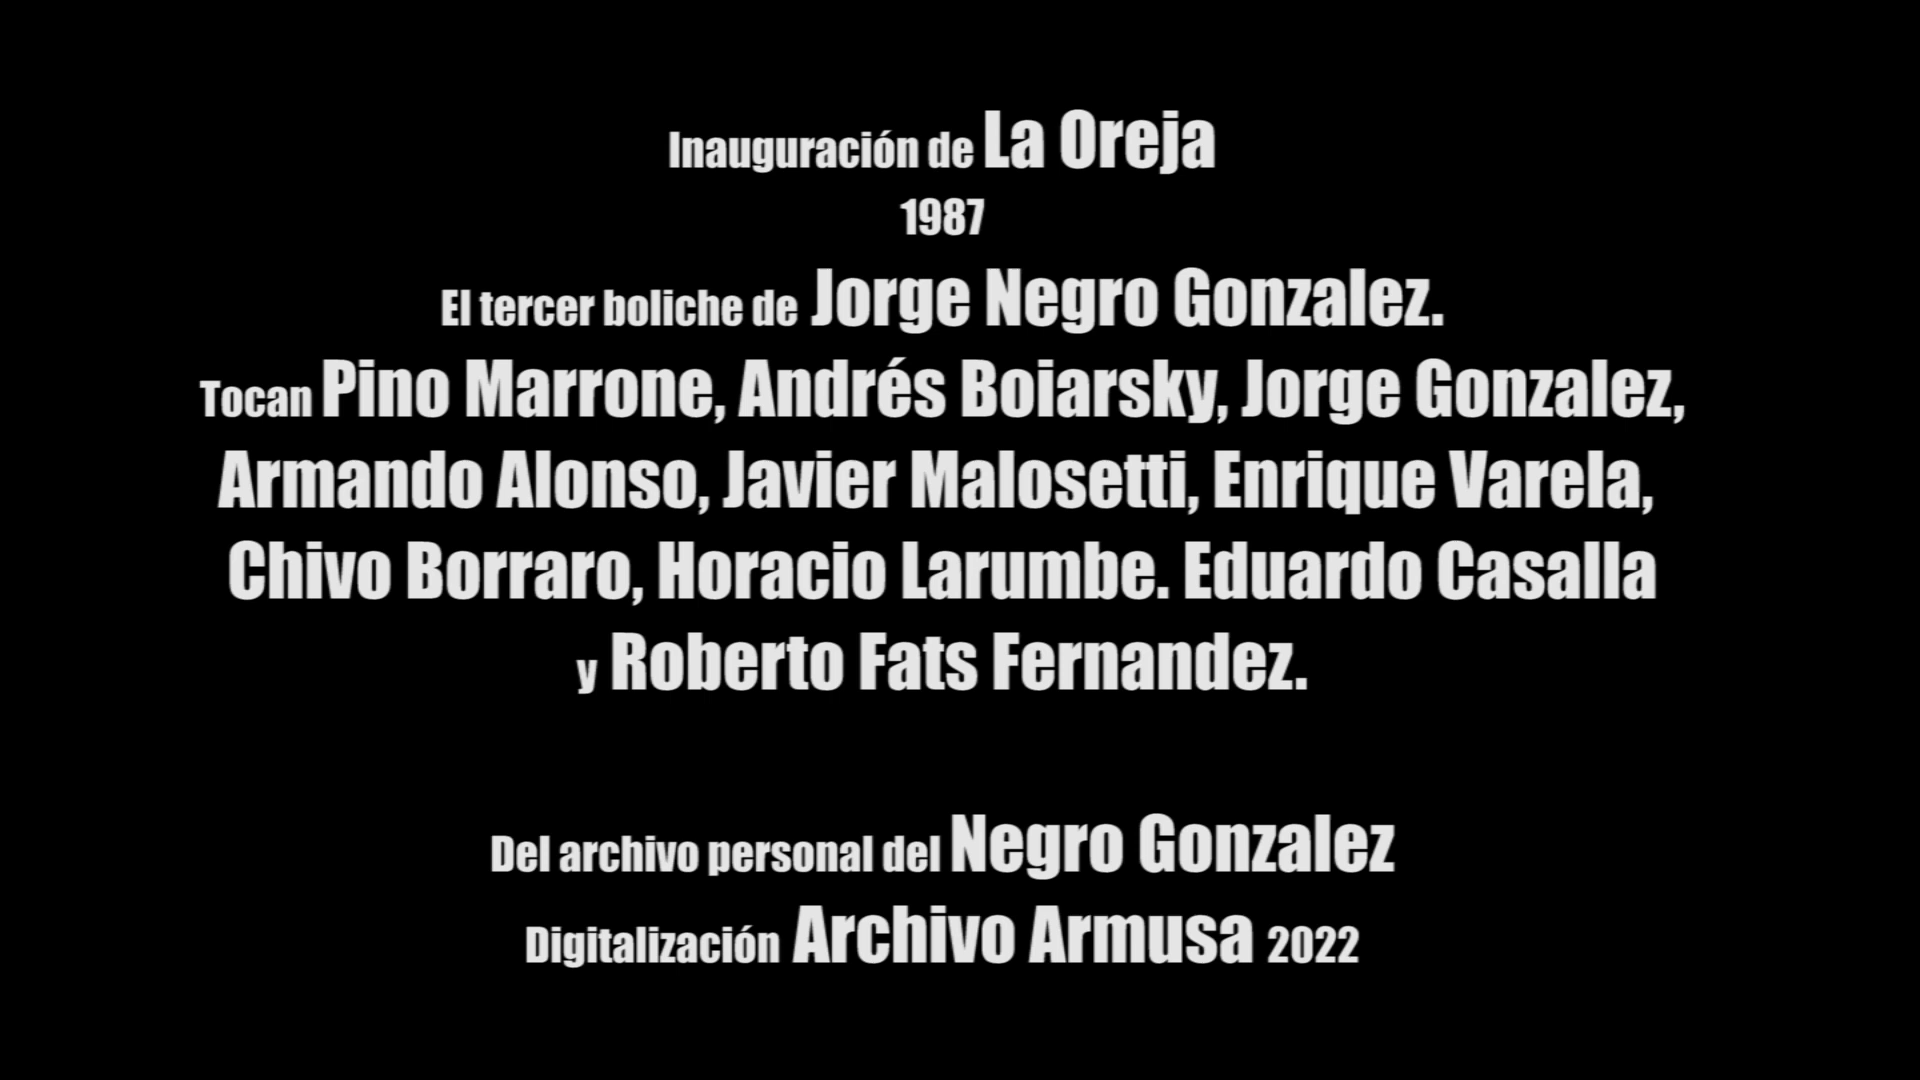 Inauguración de La Oreja
1987
El tercer boliche de Jorge Negro Gonzalez.
Tocan Pino Marrone, Andrés Boiarsky, Jorge Gonzalez,
Armando Alonso, Javier Malosetti, Enrique Varela,
Chivo Borraro, Horacio Larumbe. Eduardo Casalla
y Roberto Fats Fernandez.
Del archivo personal del Negro Gonzalez
Digitalización Archivo Armusa 2022